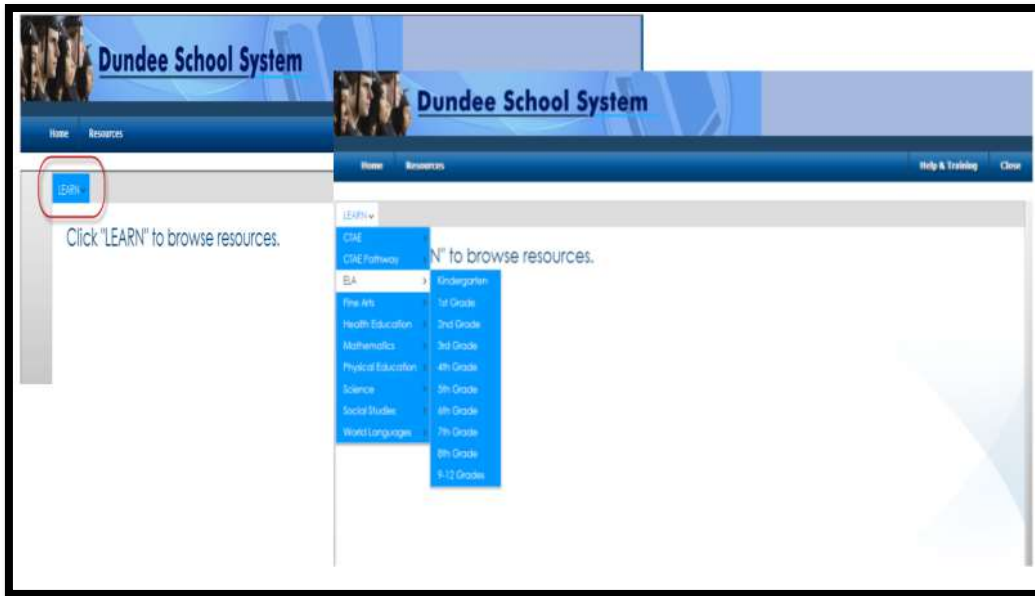 Dundee School System
Home Resources
LEARN
Click "LEARN" to browse resources.
Dundee School System
Home Resources Help & Training Close
LEARN
N" to browse resources.
CTAE
CTAE Pathway
ELA
Fine Arts
Health Education
Mathematics
Physical Education
Science
Social Studies
World Languages
Kindergarten
1st Grade
2nd Grade
3rd Grade
4th Grade
5th Grade
6th Grade
7th Grade
8th Grade
9-12 Grades